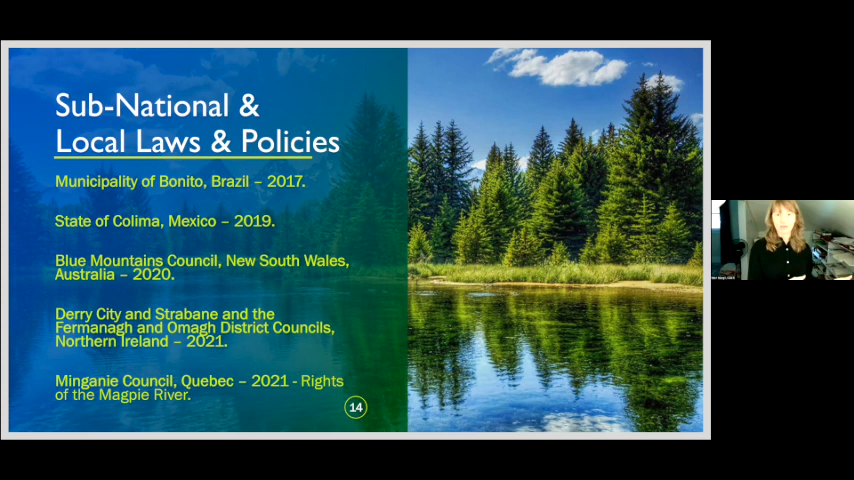 Sub-National &
Local Laws & Policies
Municipality of Bonito, Brazil – 2017.
State of Colima, Mexico – 2019.
Blue Mountains Council, New South Wales,
Australia – 2020.
Derry City and Strabane and the
Fermanagh and Omagh District Councils,
Northern Ireland – 2021.
Minganie Council, Quebec – 2021 - Rights
of the Magpie River.
14